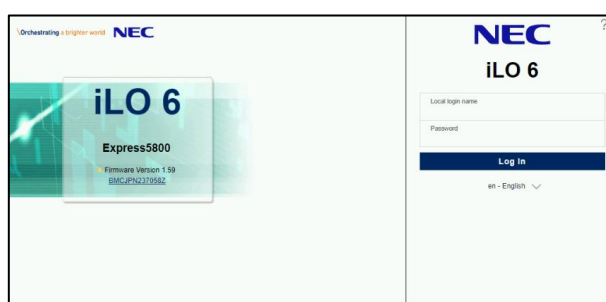 \Orchestrating a brighter world NEC
iLO 6
Express5800
Firmware Version 1.59
BMCJPN237058Z
?
NEC
iLO 6
Local login name
Password
Log In
en - English